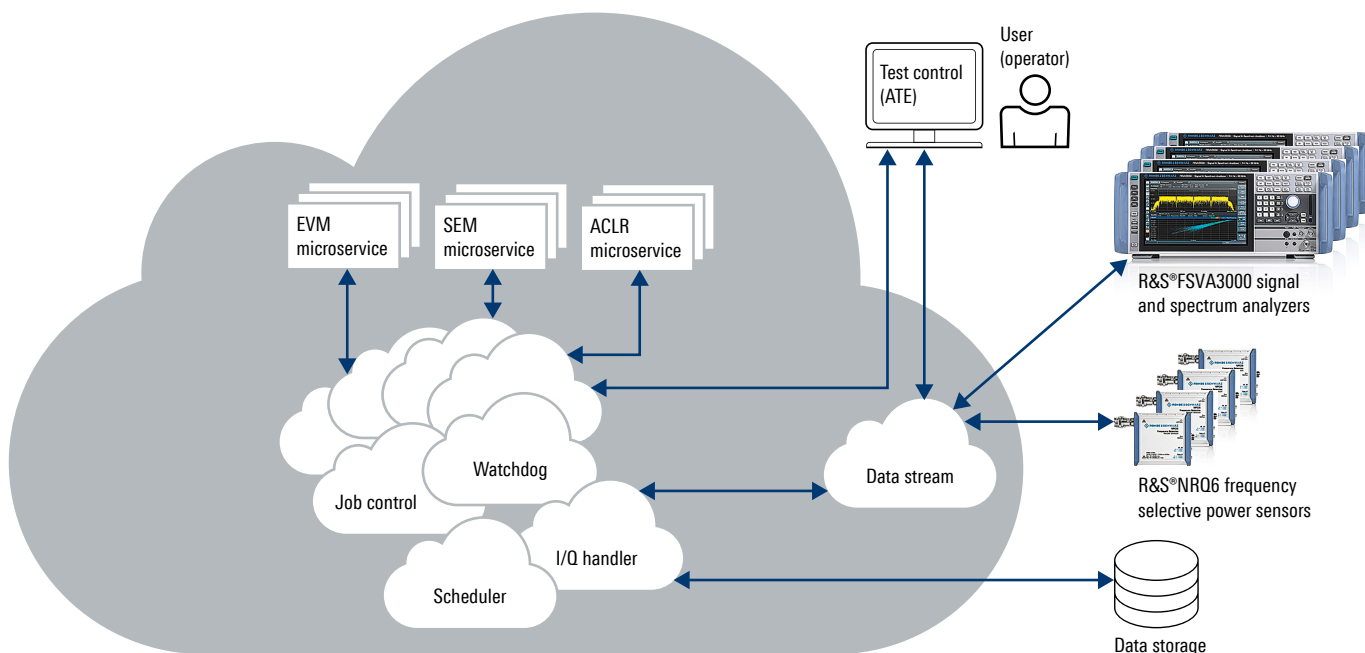 User
(operator)
Test control
(ATE)
EVM
microservice
SEM
microservice
ACLR
microservice
R&S®FSVA3000 signal
and spectrum analyzers
Watchdog
Data stream
Job control
R&S®NRQ6 frequency
selective power sensors
I/Q handler
Scheduler
Data storage